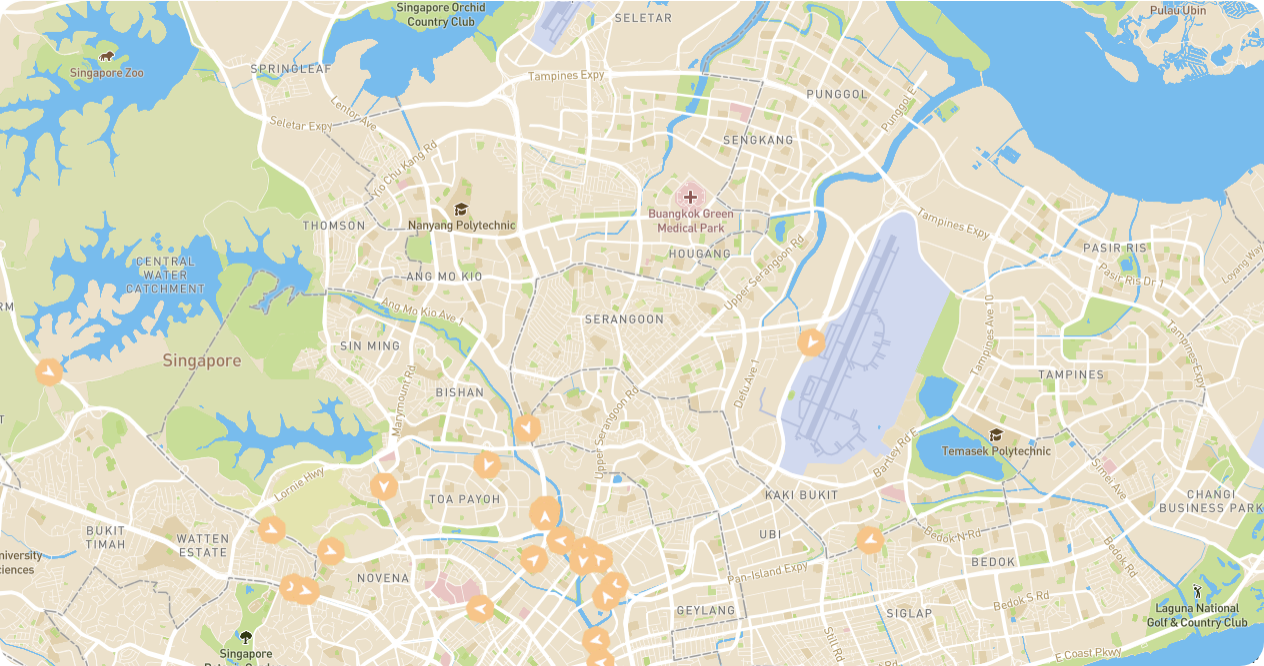 Singapore Orchid
Country Club
SELETAR
Pulau Ubin
Singapore Zoo
SPRINGLEAF
Tampines Expy
PUNGGOL
Lentor Ave
Seletar Expy
Punggol E
SENGKANG
Yio Chu Kang Rd
Nanyang Polytechnic
Buangkok Green
Medical Park
THOMSON
Tampines Expy
PASIR RIS
HOUGANG
Upper Serangoon Rd
Loyang Way
CENTRAL
WATER
CATCHMENT
ANG MO KIO
Pasir Ris Dr 1
RM
Ang Mo Kio Ave 1
SERANGOON
Tampines Ave 10
Tampines Expy
SIN MING
Singapore
Defu Ave 1
TAMPINES
Marymount Rd
BISHAN
Upper Serangoon Rd
T
Bartley Rd E
Temasek Polytechnic
Simei Ave
Lornie Hwy
TOA PAYOH
KAKI BUKIT
CHANGI
BUSINESS PARK
BUKIT
TIMAH
WATTEN
ESTATE
UBI
Bedok N Rd
Bedok Rd
niversity
ciences
NOVENA
Pan-Island Expy
BEDOK
GEYLANG
SIGLAP
Bedok S Rd
Laguna National
Golf & Country Club
Still Rd
E Coast Pkwy
Singapore